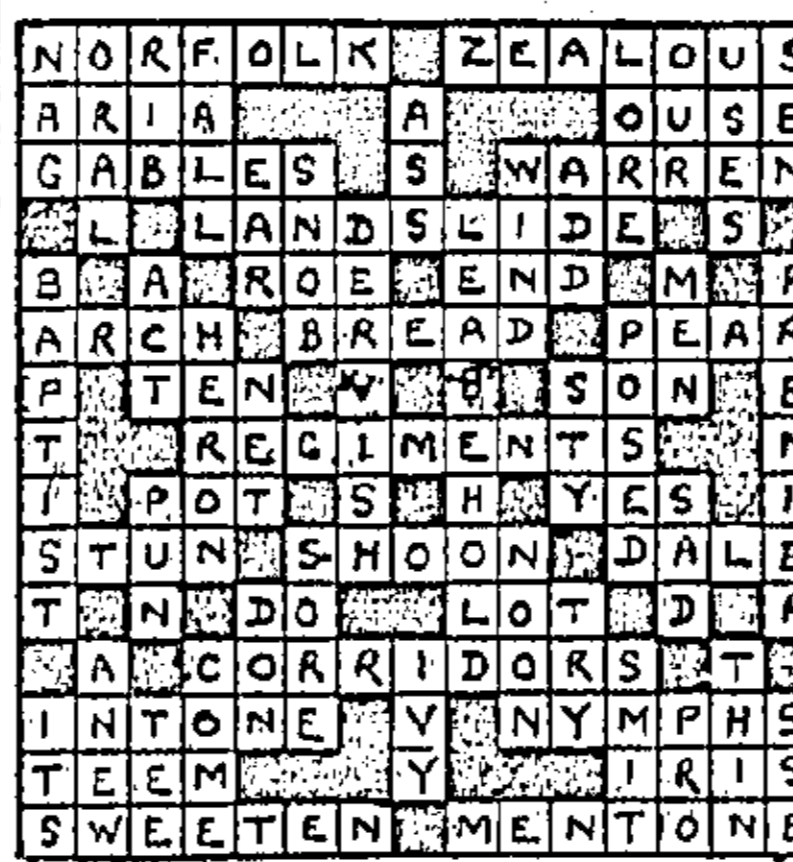 NORFOLK ZEALOUS
ARIA A OUSE
GABLES S WARREN
L LANDSLIDE S
B A ROE END M
ARCH BREAD PEA
P TEN V B SON
T REGIMENTS
I POT S H YES
STUN SHOON DALE
T N DO LOT D
A CORRIDORS T
INTONE V NYMPHS
TEEM Y IRIS
SWEETEN MENTONE